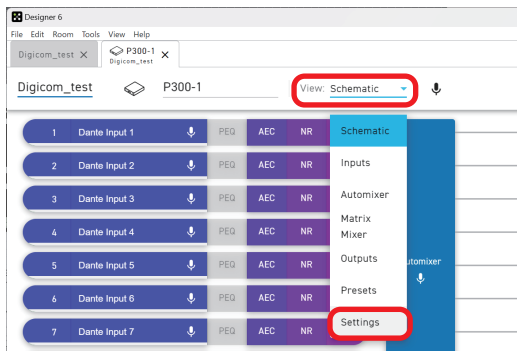 Designer 6
File Edit Room Tools View Help
Digicom_test X
P300-1 X
Digicom_test
Digicom_test P300-1 View: Schematic
1 Dante Input 1 PEQ AEC NR Schematic
2 Dante Input 2 PEQ AEC NR Inputs
3 Dante Input 3 PEQ AEC NR Automixer
4 Dante Input 4 PEQ AEC NR Matrix
Mixer
5 Dante Input 5 PEQ AEC NR Outputs utomixer
6 Dante Input 6 PEQ AEC NR Presets
7 Dante Input 7 PEQ AEC NR Settings